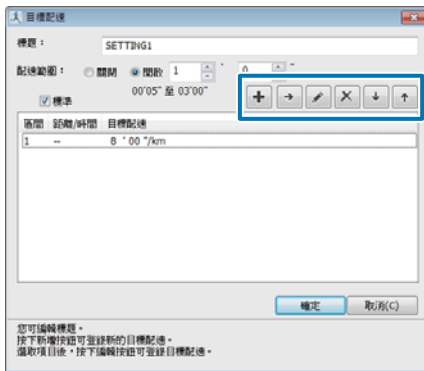 目標配速
標題： SETTING1
配速範圍： 關閉 開啟 1 ' 0 "
00'05" 至 03'00"
標準
區間 距離/時間 目標配速
1 -- 8 ' 00 "/km
確定 取消(C)
您可編輯標題。
按下新增按鈕可登錄新的目標配速。
選取項目後，按下編輯按鈕可登錄目標配速。